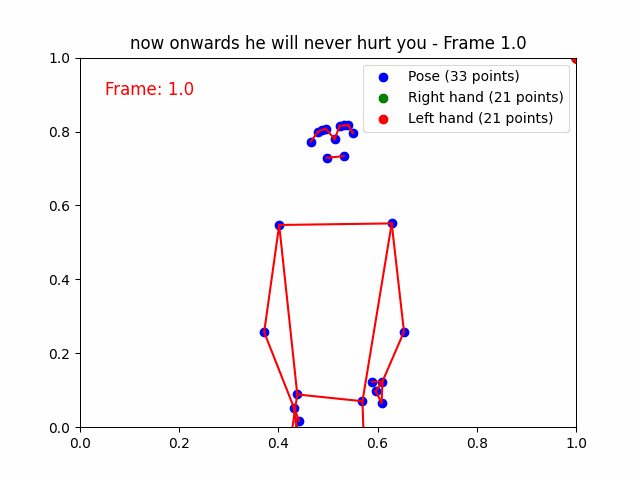 now onwards he will never hurt you - Frame 1.0
Frame: 1.0
Pose (33 points)
Right hand (21 points)
Left hand (21 points)
1.0
0.8
0.6
0.4
0.2
0.0
0.0 0.2 0.4 0.6 0.8 1.0